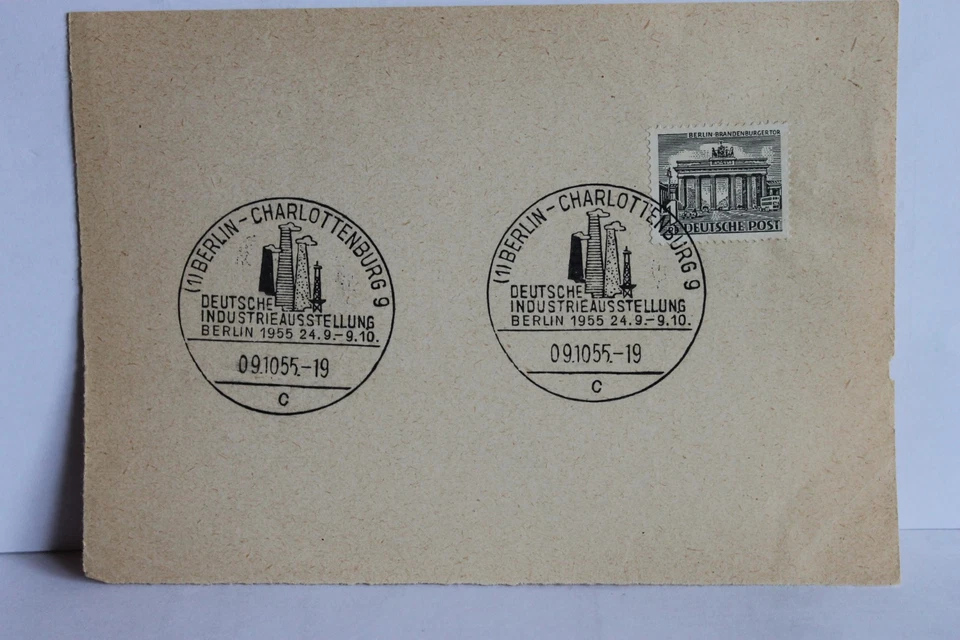 BERLIN-BRANDENBURGER TOR
1
DEUTSCHE POST
(1) BERLIN-CHARLOTTENBURG 9
DEUTSCHE
INDUSTRIEAUSSTELLUNG
BERLIN 1955 24.9.-9.10.
09.10.55.-19
C
(1) BERLIN-CHARLOTTENBURG 9
DEUTSCHE
INDUSTRIEAUSSTELLUNG
BERLIN 1955 24.9.-9.10.
09.10.55.-19
C